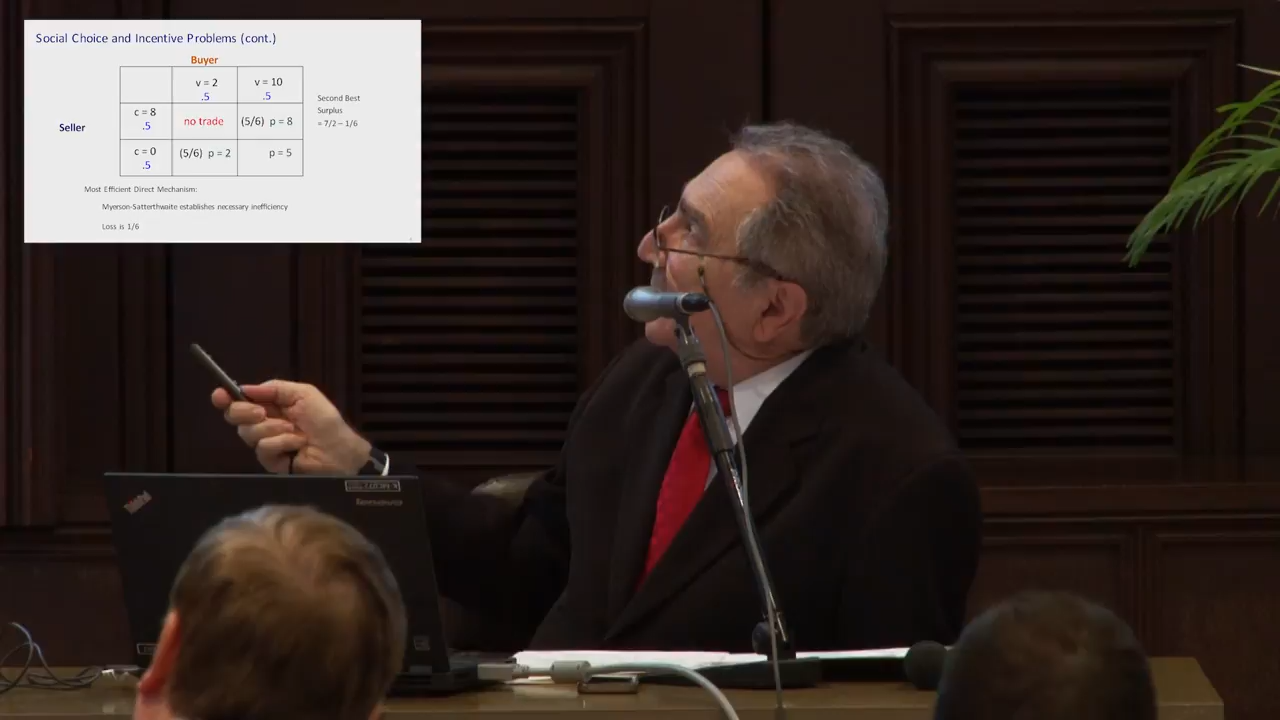 Social Choice and Incentive Problems (cont.)
Buyer
v = 2 v = 10
.5 .5
c = 8
.5
no trade (5/6) p = 8
Seller
c = 0
.5
(5/6) p = 2 p = 5
Second Best
Surplus
= 7/2 – 1/6
Most Efficient Direct Mechanism:
Myerson-Satterthwaite establishes necessary inefficiency
Loss is 1/6
ThinkPad
lenovo